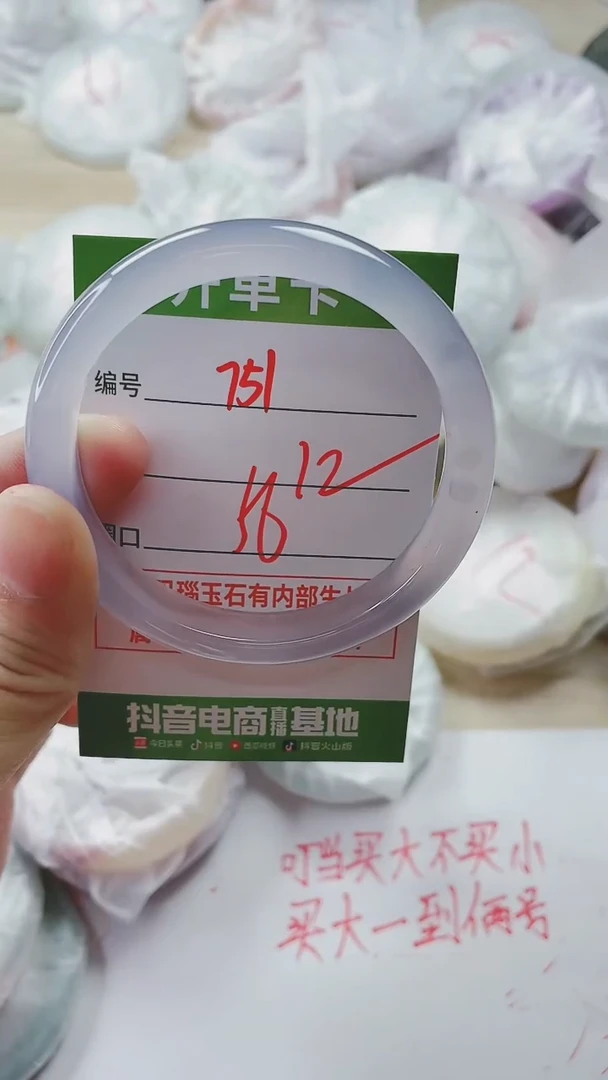 开单卡
编号 751
12
圈口 56
玛瑙玉石有内部生长
抖音电商直播基地
今日头条 抖音 西瓜视频 抖音火山版
叮当买大不买小
买大一到俩号